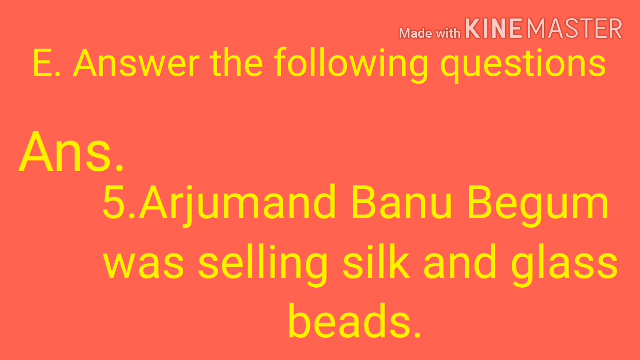 Made with KINEMASTER
E. Answer the following questions
Ans.
5.Arjumand Banu Begum
was selling silk and glass
beads.